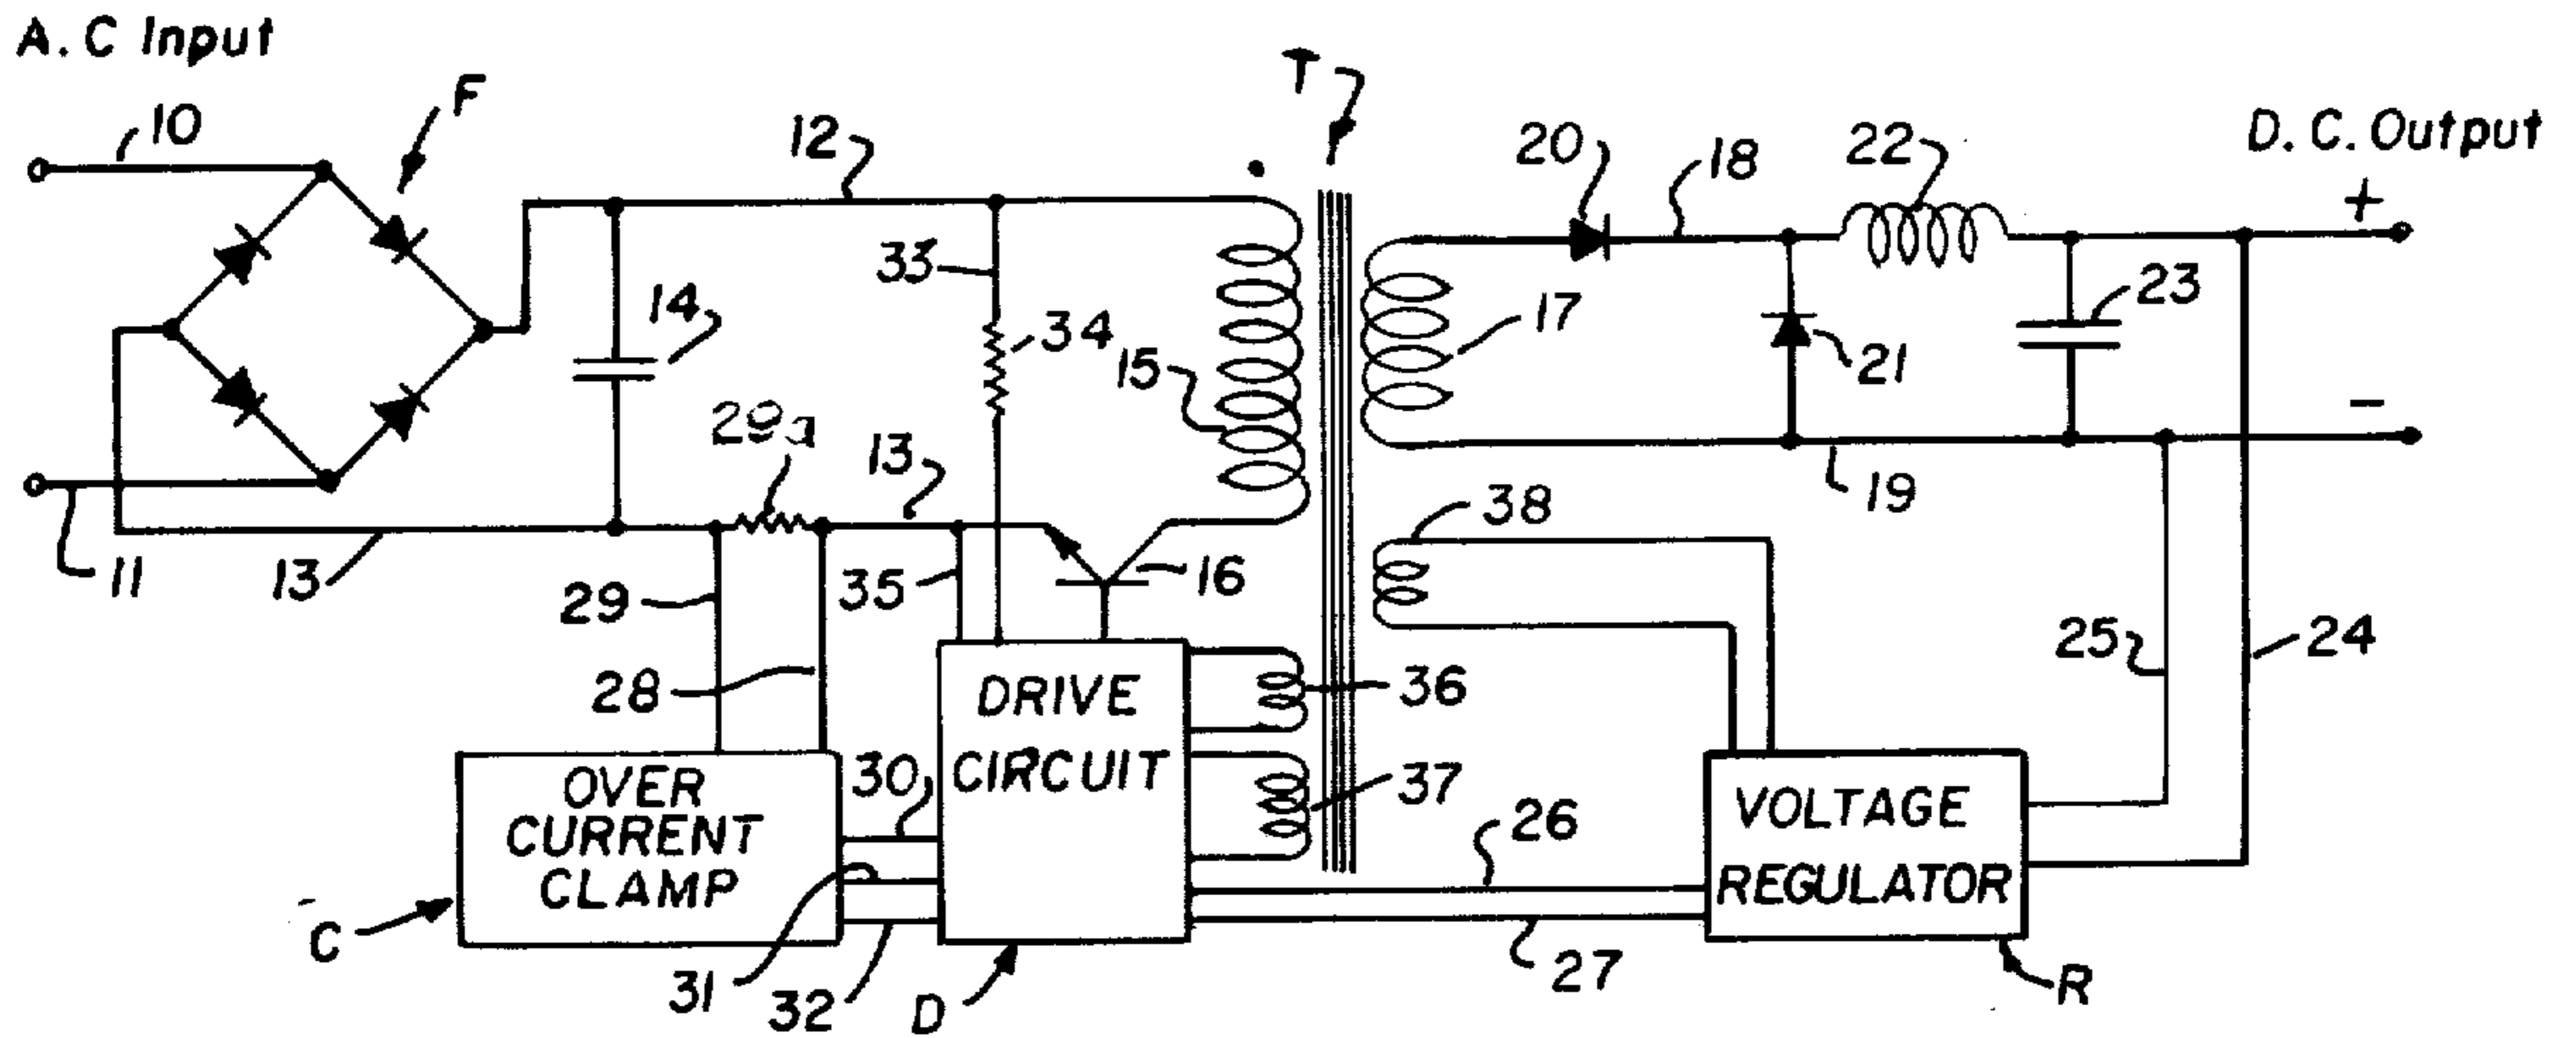 A. C Input
F
T
10
12
20
18
22
D. C. Output
+
33
14
34
15
17
23
21
29a
13
−
19
38
11
13
29
35
16
28
25
24
DRIVE
CIRCUIT
36
37
30
OVER
CURRENT
CLAMP
26
VOLTAGE
REGULATOR
C
31
32
D
27
R